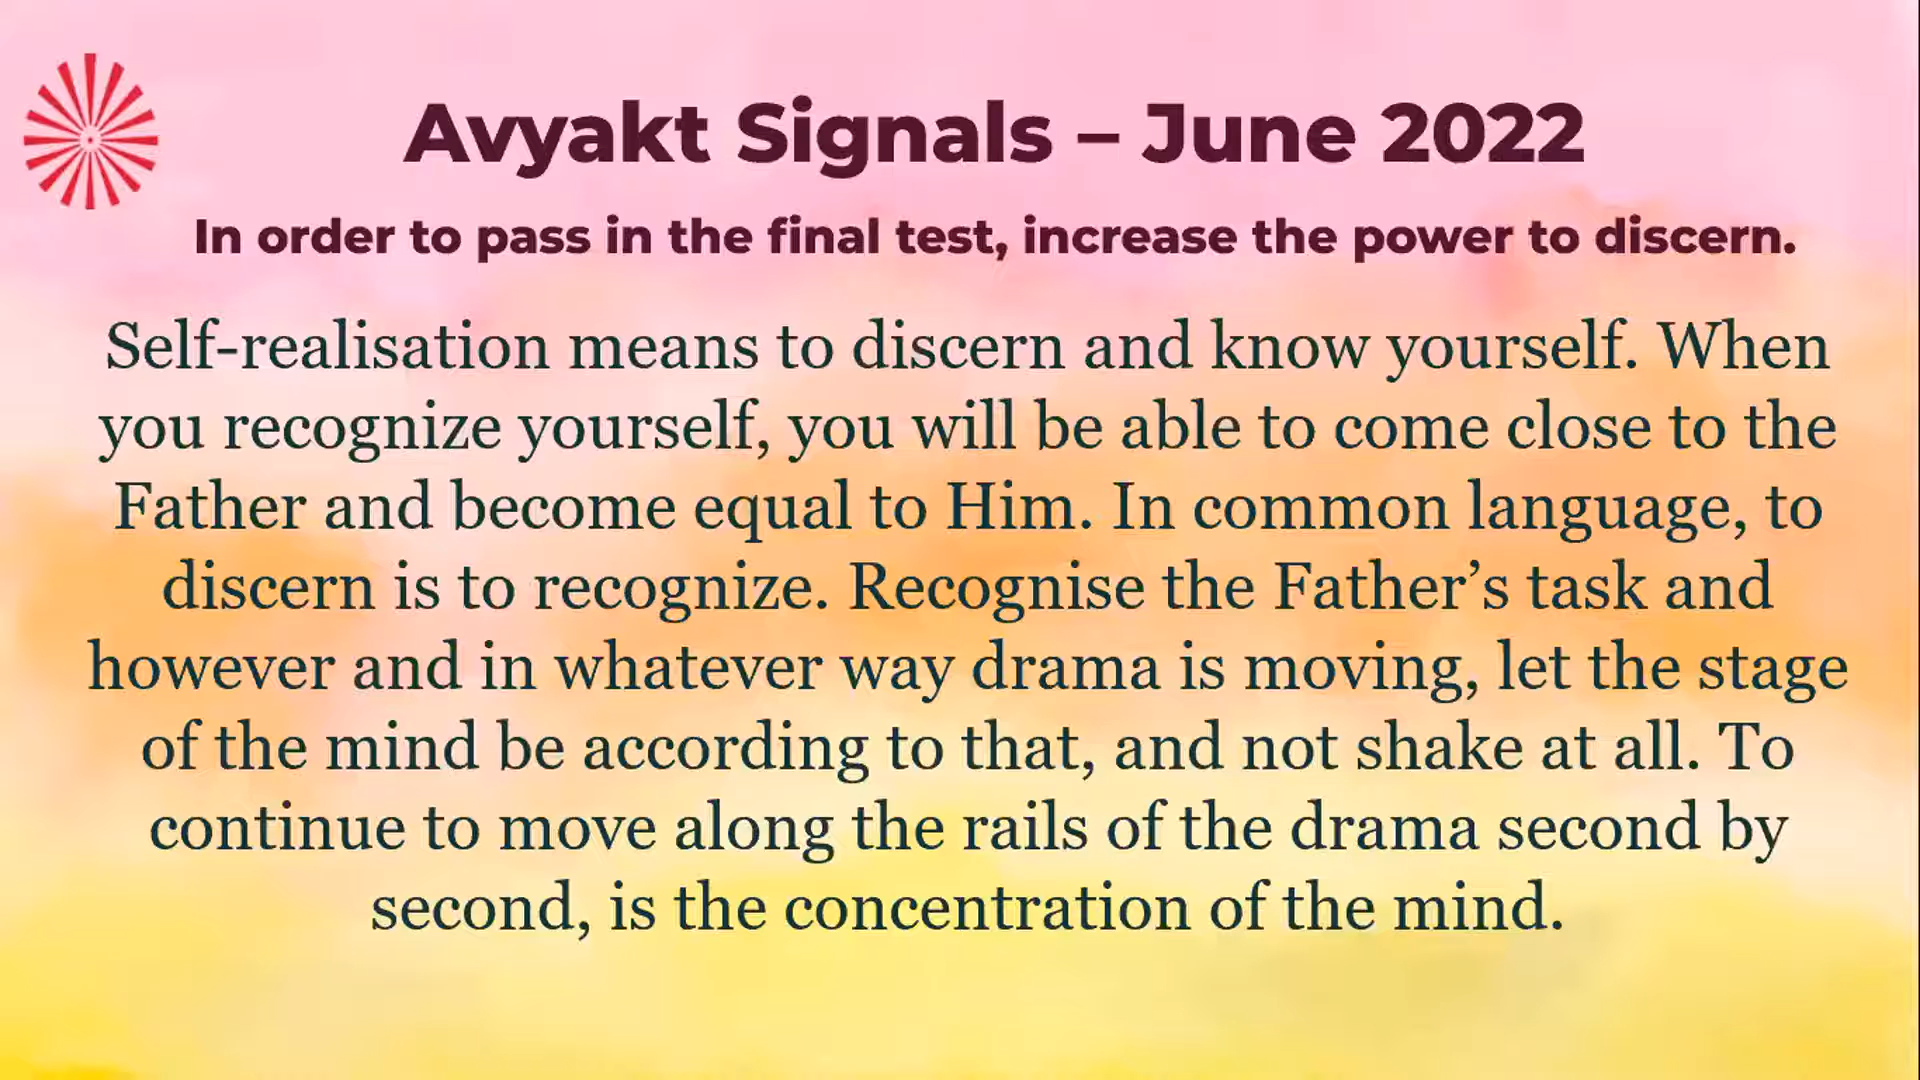 Avyakt Signals – June 2022
In order to pass in the final test, increase the power to discern.
Self-realisation means to discern and know yourself. When
you recognize yourself, you will be able to come close to the
Father and become equal to Him. In common language, to
discern is to recognize. Recognise the Father’s task and
however and in whatever way drama is moving, let the stage
of the mind be according to that, and not shake at all. To
continue to move along the rails of the drama second by
second, is the concentration of the mind.